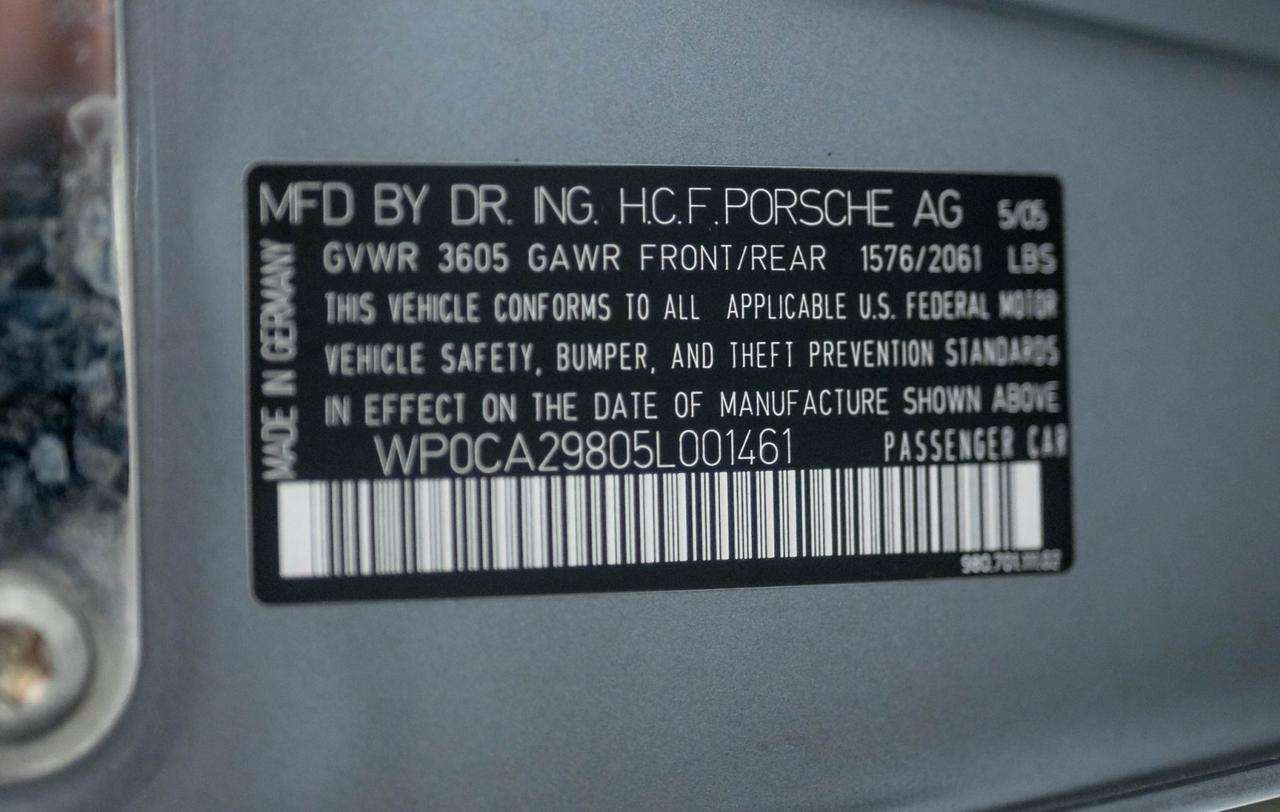 MFD BY DR. ING. H.C.F. PORSCHE AG 5/05
GVWR 3605 GAWR FRONT/REAR 1576/2061 LBS
THIS VEHICLE CONFORMS TO ALL APPLICABLE U.S. FEDERAL MOTOR
VEHICLE SAFETY, BUMPER, AND THEFT PREVENTION STANDARDS
IN EFFECT ON THE DATE OF MANUFACTURE SHOWN ABOVE
WP0CA29805L001461 PASSENGER CAR
MADE IN GERMANY